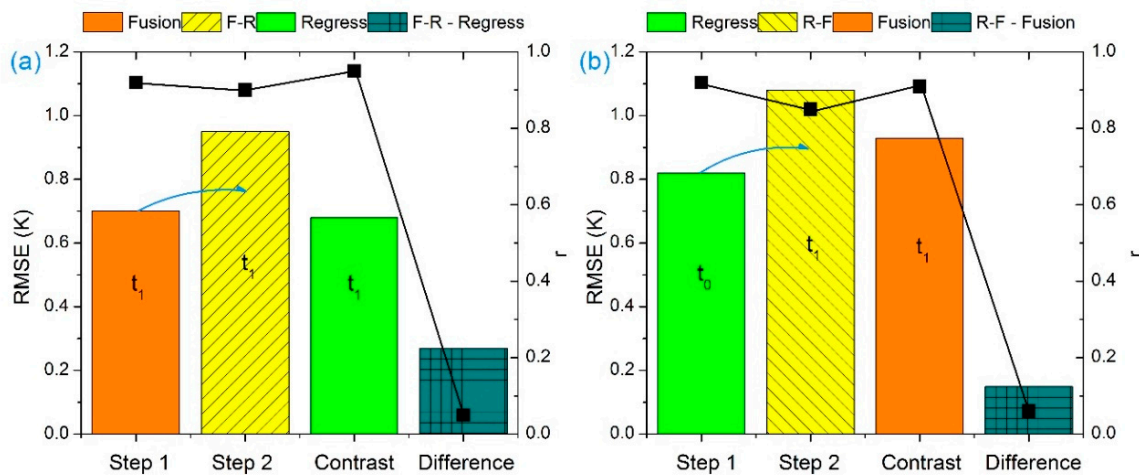 Fusion F-R Regress F-R - Regress
(a)
1.2
1.0
0.8
0.6
0.4
0.2
0.0
RMSE (K)
t₁
t₁
t₁
1.0
0.8
0.6
0.4
0.2
0.0
r
Step 1 Step 2 Contrast Difference
Regress R-F Fusion R-F - Fusion
(b)
1.2
1.0
0.8
0.6
0.4
0.2
0.0
RMSE (K)
t₀
t₁
t₁
1.0
0.8
0.6
0.4
0.2
0.0
r
Step 1 Step 2 Contrast Difference